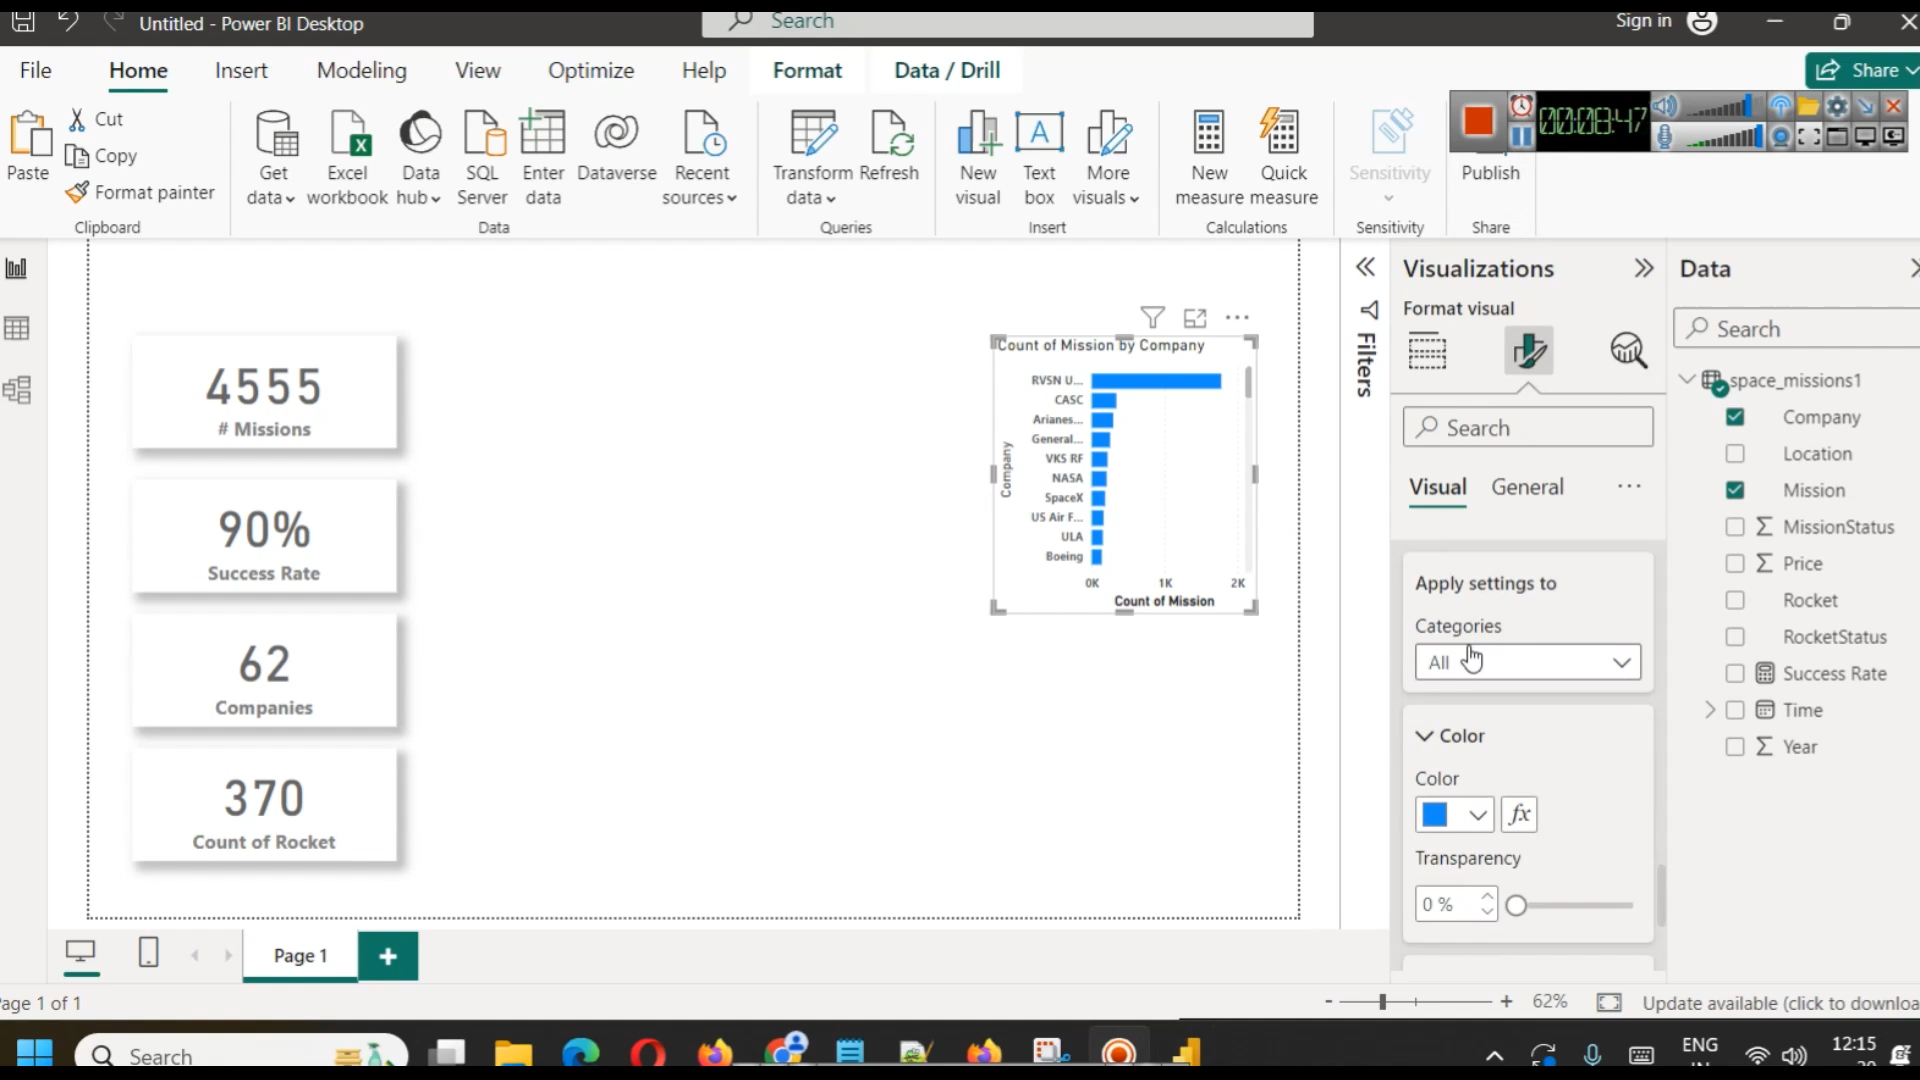 Untitled - Power BI Desktop
Search
Sign in
File
Home
Insert
Modeling
View
Optimize
Help
Format
Data / Drill
Share
Paste
Cut
Copy
Format painter
Clipboard
Get data
Excel workbook
Data hub
SQL Server
Enter data
Dataverse
Recent sources
Data
Transform data
Refresh
Queries
New visual
Text box
More visuals
Insert
New measure
Quick measure
Calculations
Sensitivity
Sensitivity
Publish
Share
00:08:47
4555
# Missions
90%
Success Rate
62
Companies
370
Count of Rocket
Count of Mission by Company
Company
RVSN U...
CASC
Arianes...
General...
VKS RF
NASA
SpaceX
US Air F...
ULA
Boeing
0K 1K 2K
Count of Mission
Filters
Visualizations
Format visual
Search
Visual
General
Apply settings to
Categories
All
Color
Color
fx
Transparency
0 %
Data
Search
space_missions1
Company
Location
Mission
MissionStatus
Price
Rocket
RocketStatus
Success Rate
Time
Year
Page 1
age 1 of 1
- + 62%
Update available (click to downloa
Search
ENG
12:15